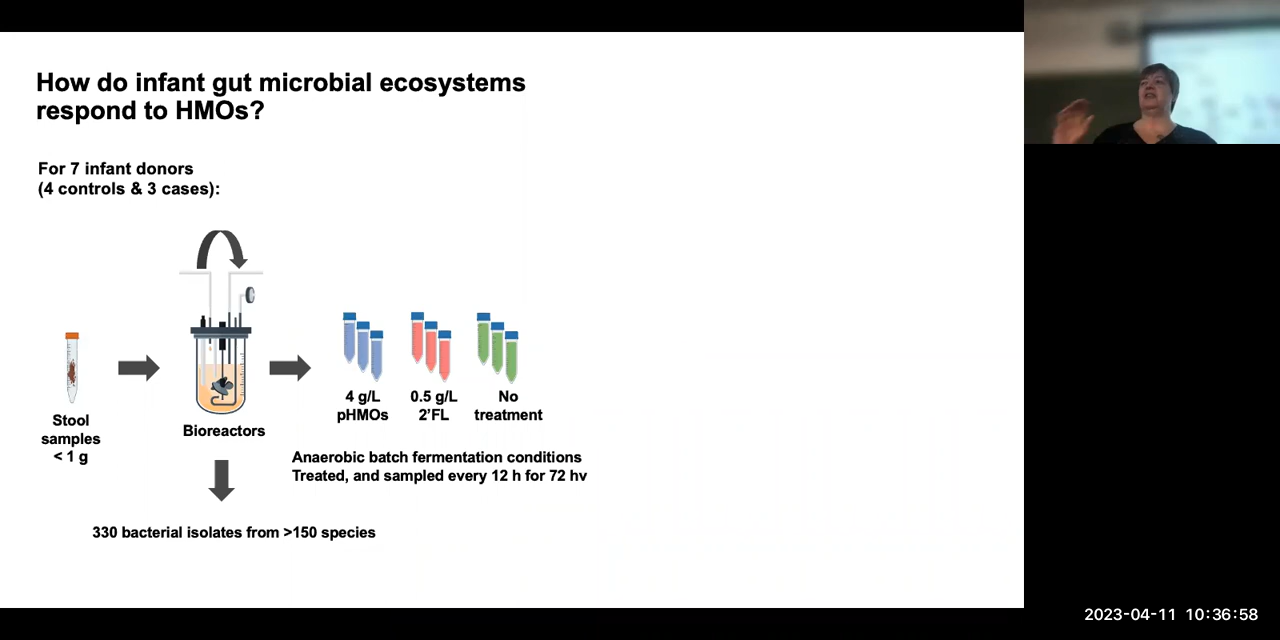 How do infant gut microbial ecosystems
respond to HMOs?
For 7 infant donors
(4 controls & 3 cases):
Stool
samples
< 1 g
Bioreactors
4 g/L
pHMOs
0.5 g/L
2’FL
No
treatment
Anaerobic batch fermentation conditions
Treated, and sampled every 12 h for 72 hv
330 bacterial isolates from >150 species
2023-04-11 10:36:58